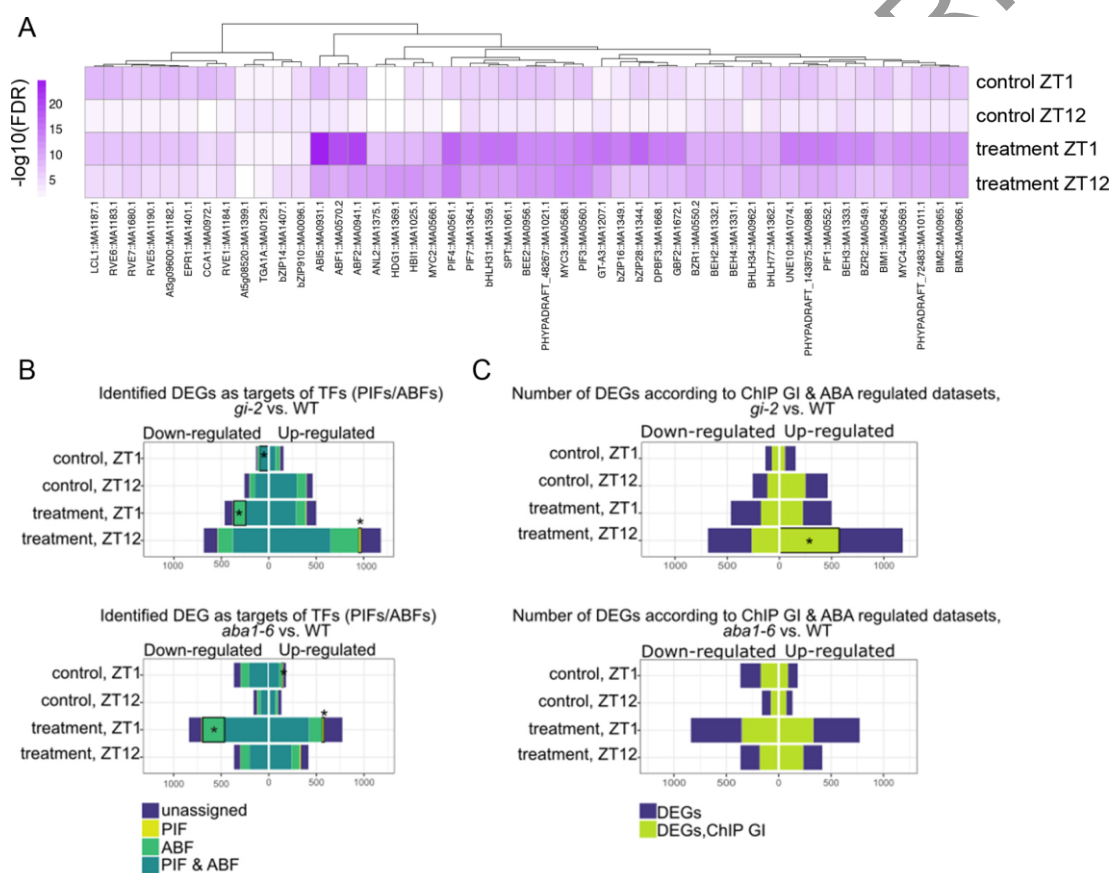 A
-log10(FDR)
20
15
10
5
control ZT1
control ZT12
treatment ZT1
treatment ZT12
LCL1::MA1187.1
RVE6::MA1183.1
RVE7::MA1680.1
RVE5::MA1190.1
At3g09600::MA1182.1
EPR1::MA1401.1
CCA1::MA0972.1
RVE1::MA1184.1
At5g08520::MA1399.1
TGA1A::MA0129.1
bZIP14::MA1407.1
bZIP910::MA0096.1
ABI5::MA0931.1
ABF1::MA0570.2
ABF2::MA0941.1
ANL2::MA1375.1
HDG1::MA1369.1
HBI1::MA1025.1
MYC2::MA0566.1
PIF4::MA0561.1
PIF7::MA1364.1
bHLH31::MA1359.1
SPT::MA1061.1
BEE2::MA0956.1
PHYPADRAFT_48267::MA1021.1
MYC3::MA0568.1
PIF3::MA0560.1
GT-A3::MA1207.1
bZIP16::MA1349.1
bZIP28::MA1344.1
DPBF3::MA1668.1
GBF2::MA1672.1
BZR1::MA0550.2
BEH2::MA1332.1
BEH4::MA1331.1
BHLH34::MA0962.1
bHLH77::MA1362.1
UNE10::MA1074.1
PHYPADRAFT_143875::MA0988.1
PIF1::MA0552.1
BEH3::MA1333.1
BZR2::MA0549.1
BIM1::MA0964.1
MYC4::MA0569.1
PHYPADRAFT_72483::MA1011.1
BIM2::MA0965.1
BIM3::MA0966.1
B
Identified DEGs as targets of TFs (PIFs/ABFs)
gi-2 vs. WT
Down-regulated Up-regulated
control, ZT1
control, ZT12
treatment, ZT1
treatment, ZT12
* * *
1000 500 0 500 1000
Identified DEG as targets of TFs (PIFs/ABFs)
aba1-6 vs. WT
Down-regulated Up-regulated
control, ZT1
control, ZT12
treatment, ZT1
treatment, ZT12
* * *
1000 500 0 500 1000
unassigned
PIF
ABF
PIF & ABF
C
Number of DEGs according to ChIP GI & ABA regulated datasets,
gi-2 vs. WT
Down-regulated Up-regulated
control, ZT1
control, ZT12
treatment, ZT1
treatment, ZT12
*
1000 500 0 500 1000
Number of DEGs according to ChIP GI & ABA regulated datasets,
aba1-6 vs. WT
Down-regulated Up-regulated
control, ZT1
control, ZT12
treatment, ZT1
treatment, ZT12
1000 500 0 500 1000
DEGs
DEGs,ChIP GI